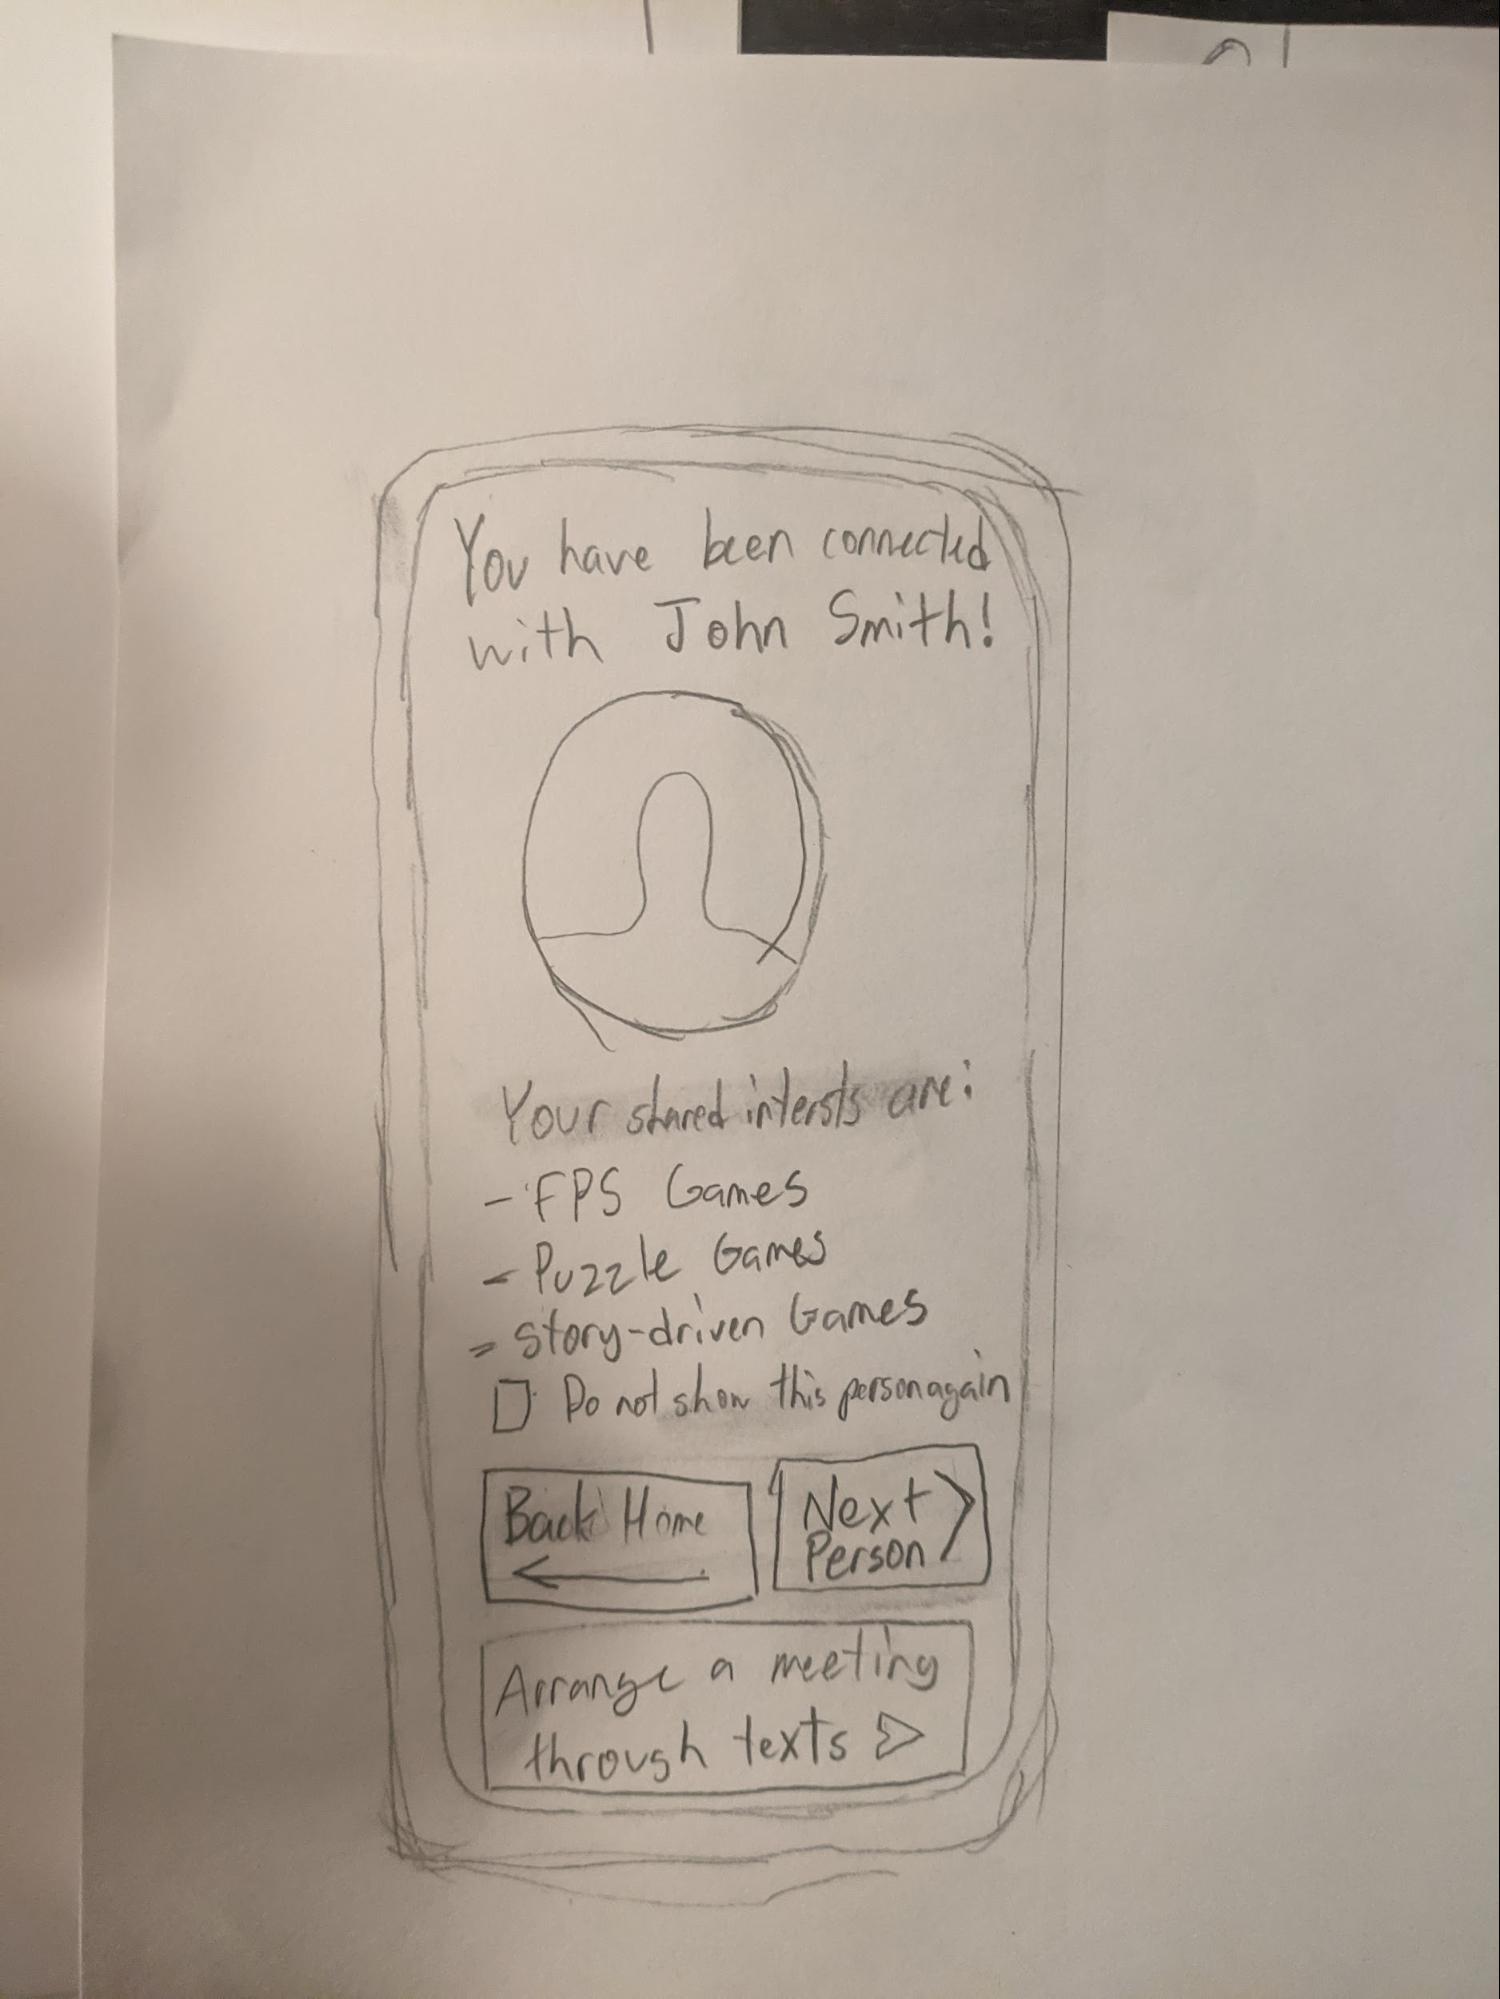 You have been connected
with John Smith!
Your shared intersts are:
- FPS Games
- Puzzle Games
- Story-driven Games
Do not show this person again
Back Home
Next
Person
Arrange a meeting
through texts